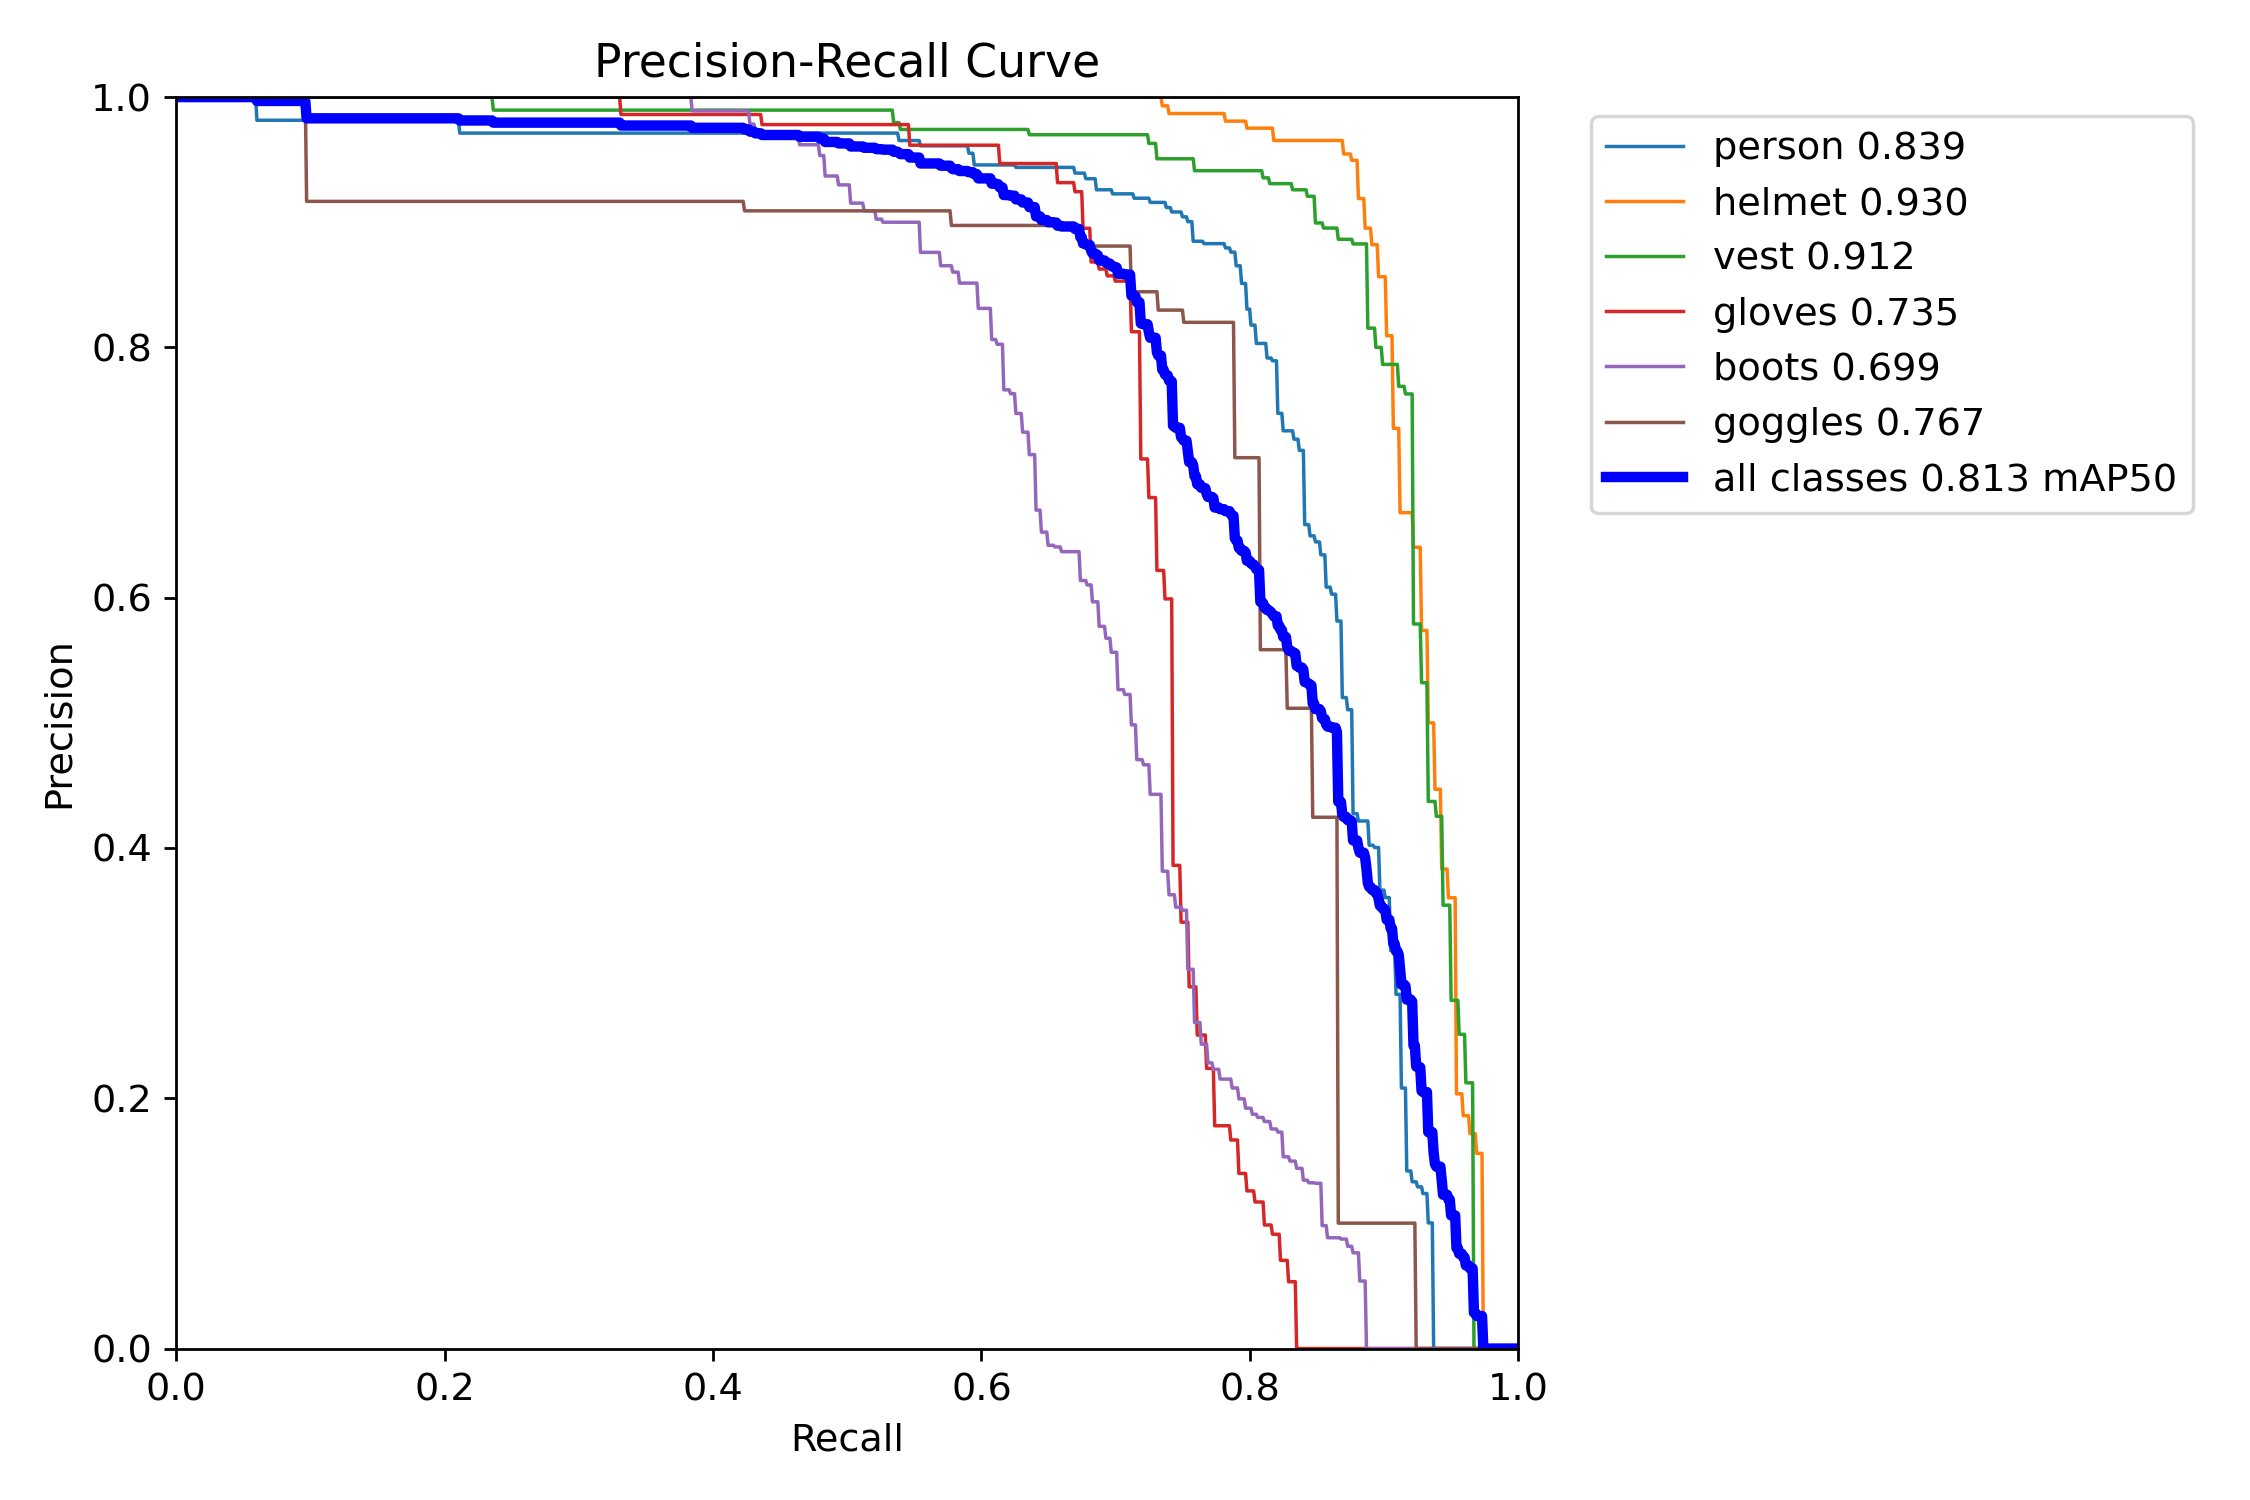 Precision-Recall Curve
1.0
0.8
0.6
0.4
0.2
0.0
Precision
0.0 0.2 0.4 0.6 0.8 1.0
Recall
person 0.839
helmet 0.930
vest 0.912
gloves 0.735
boots 0.699
goggles 0.767
all classes 0.813 mAP50